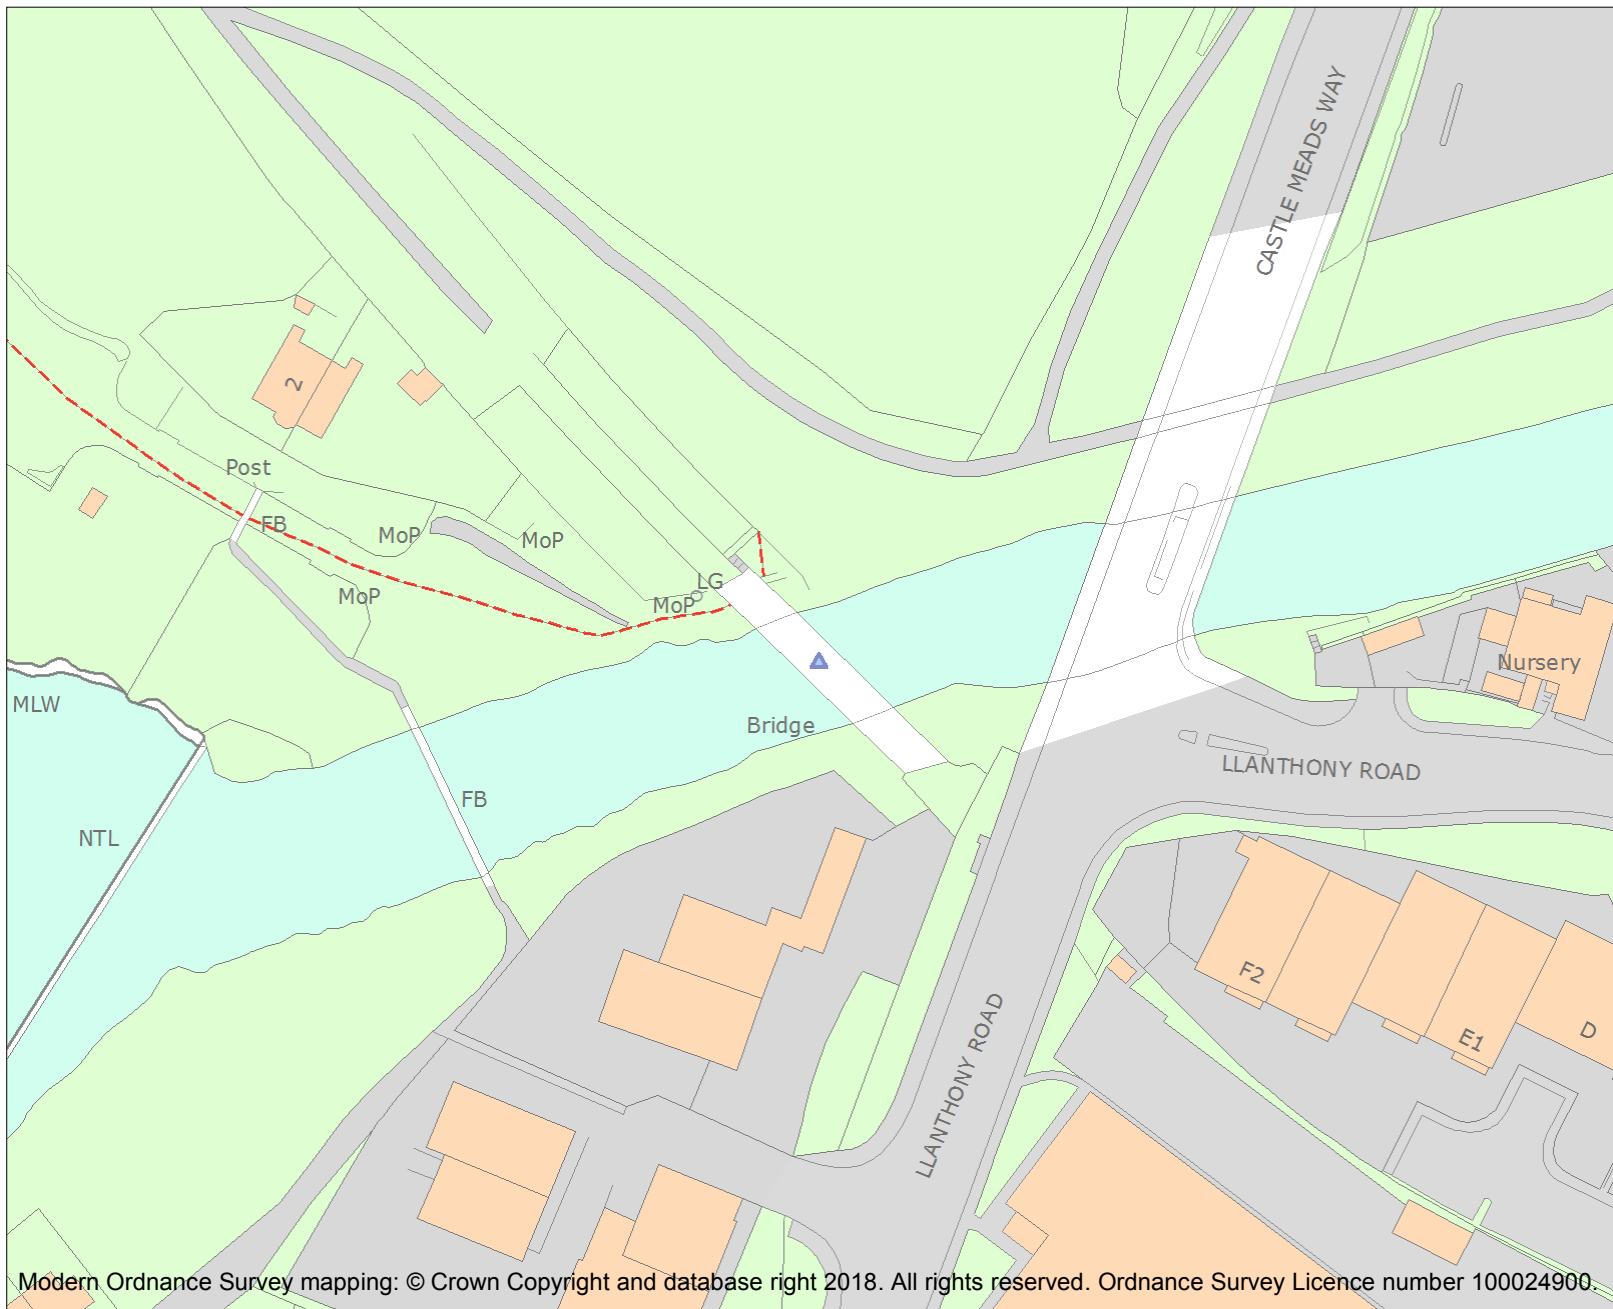 CASTLE MEADS WAY
2
Post
FB
MoP
MoP
MoP
LG
MoP
MLW
Bridge
Nursery
LLANTHONY ROAD
FB
NTL
F2
E1
D
LLANTHONY ROAD
Modern Ordnance Survey mapping: © Crown Copyright and database right 2018. All rights reserved. Ordnance Survey Licence number 100024900.